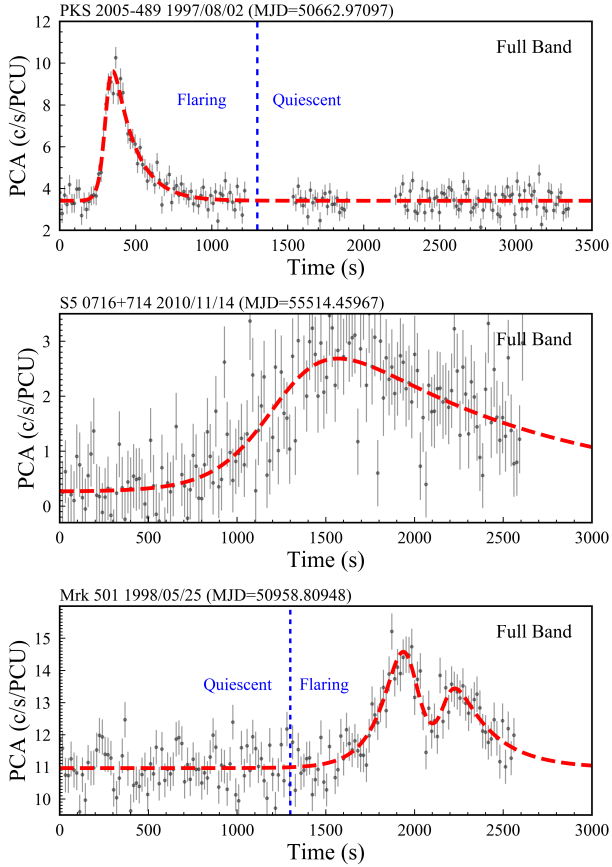 PKS 2005-489 1997/08/02 (MJD=50662.97097)
12
10
8
6
4
2
PCA (c/s/PCU)
Full Band
Flaring
Quiescent
0 500 1000 1500 2000 2500 3000 3500
Time (s)
S5 0716+714 2010/11/14 (MJD=55514.45967)
3
2
1
0
PCA (c/s/PCU)
Full Band
0 500 1000 1500 2000 2500 3000
Time (s)
Mrk 501 1998/05/25 (MJD=50958.80948)
15
14
13
12
11
10
PCA (c/s/PCU)
Full Band
Quiescent
Flaring
0 500 1000 1500 2000 2500 3000
Time (s)